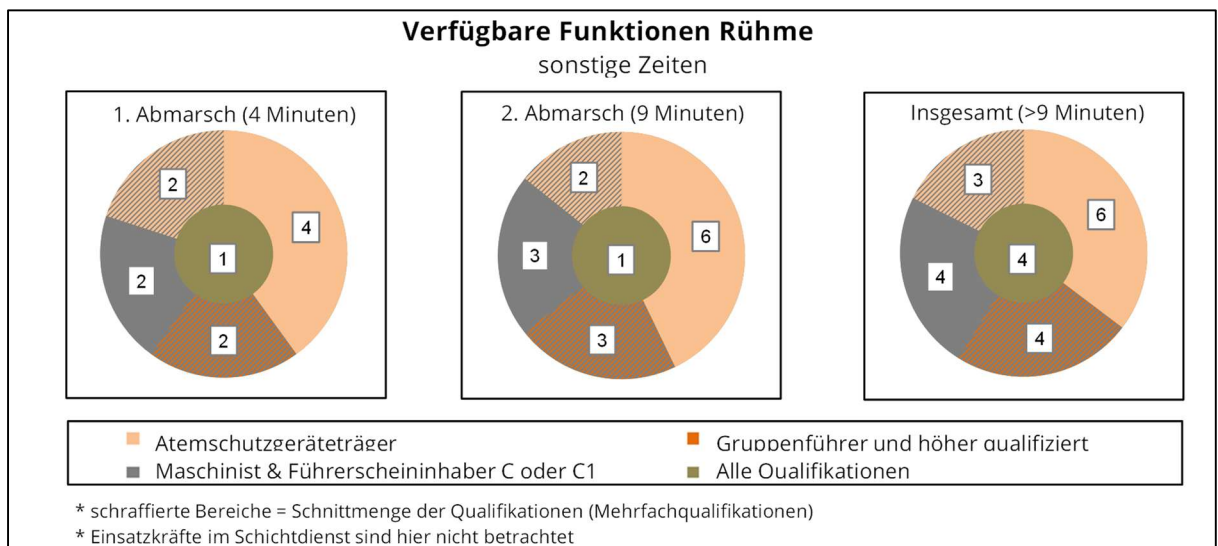 Verfügbare Funktionen Rühme
sonstige Zeiten
1. Abmarsch (4 Minuten)
2
4
1
2
2
2. Abmarsch (9 Minuten)
2
6
3
1
3
Insgesamt (>9 Minuten)
3
6
4
4
4
Atemschutzgeräteträger
Gruppenführer und höher qualifiziert
Maschinist & Führerscheininhaber C oder C1
Alle Qualifikationen
* schraffierte Bereiche = Schnittmenge der Qualifikationen (Mehrfachqualifikationen)
* Einsatzkräfte im Schichtdienst sind hier nicht betrachtet